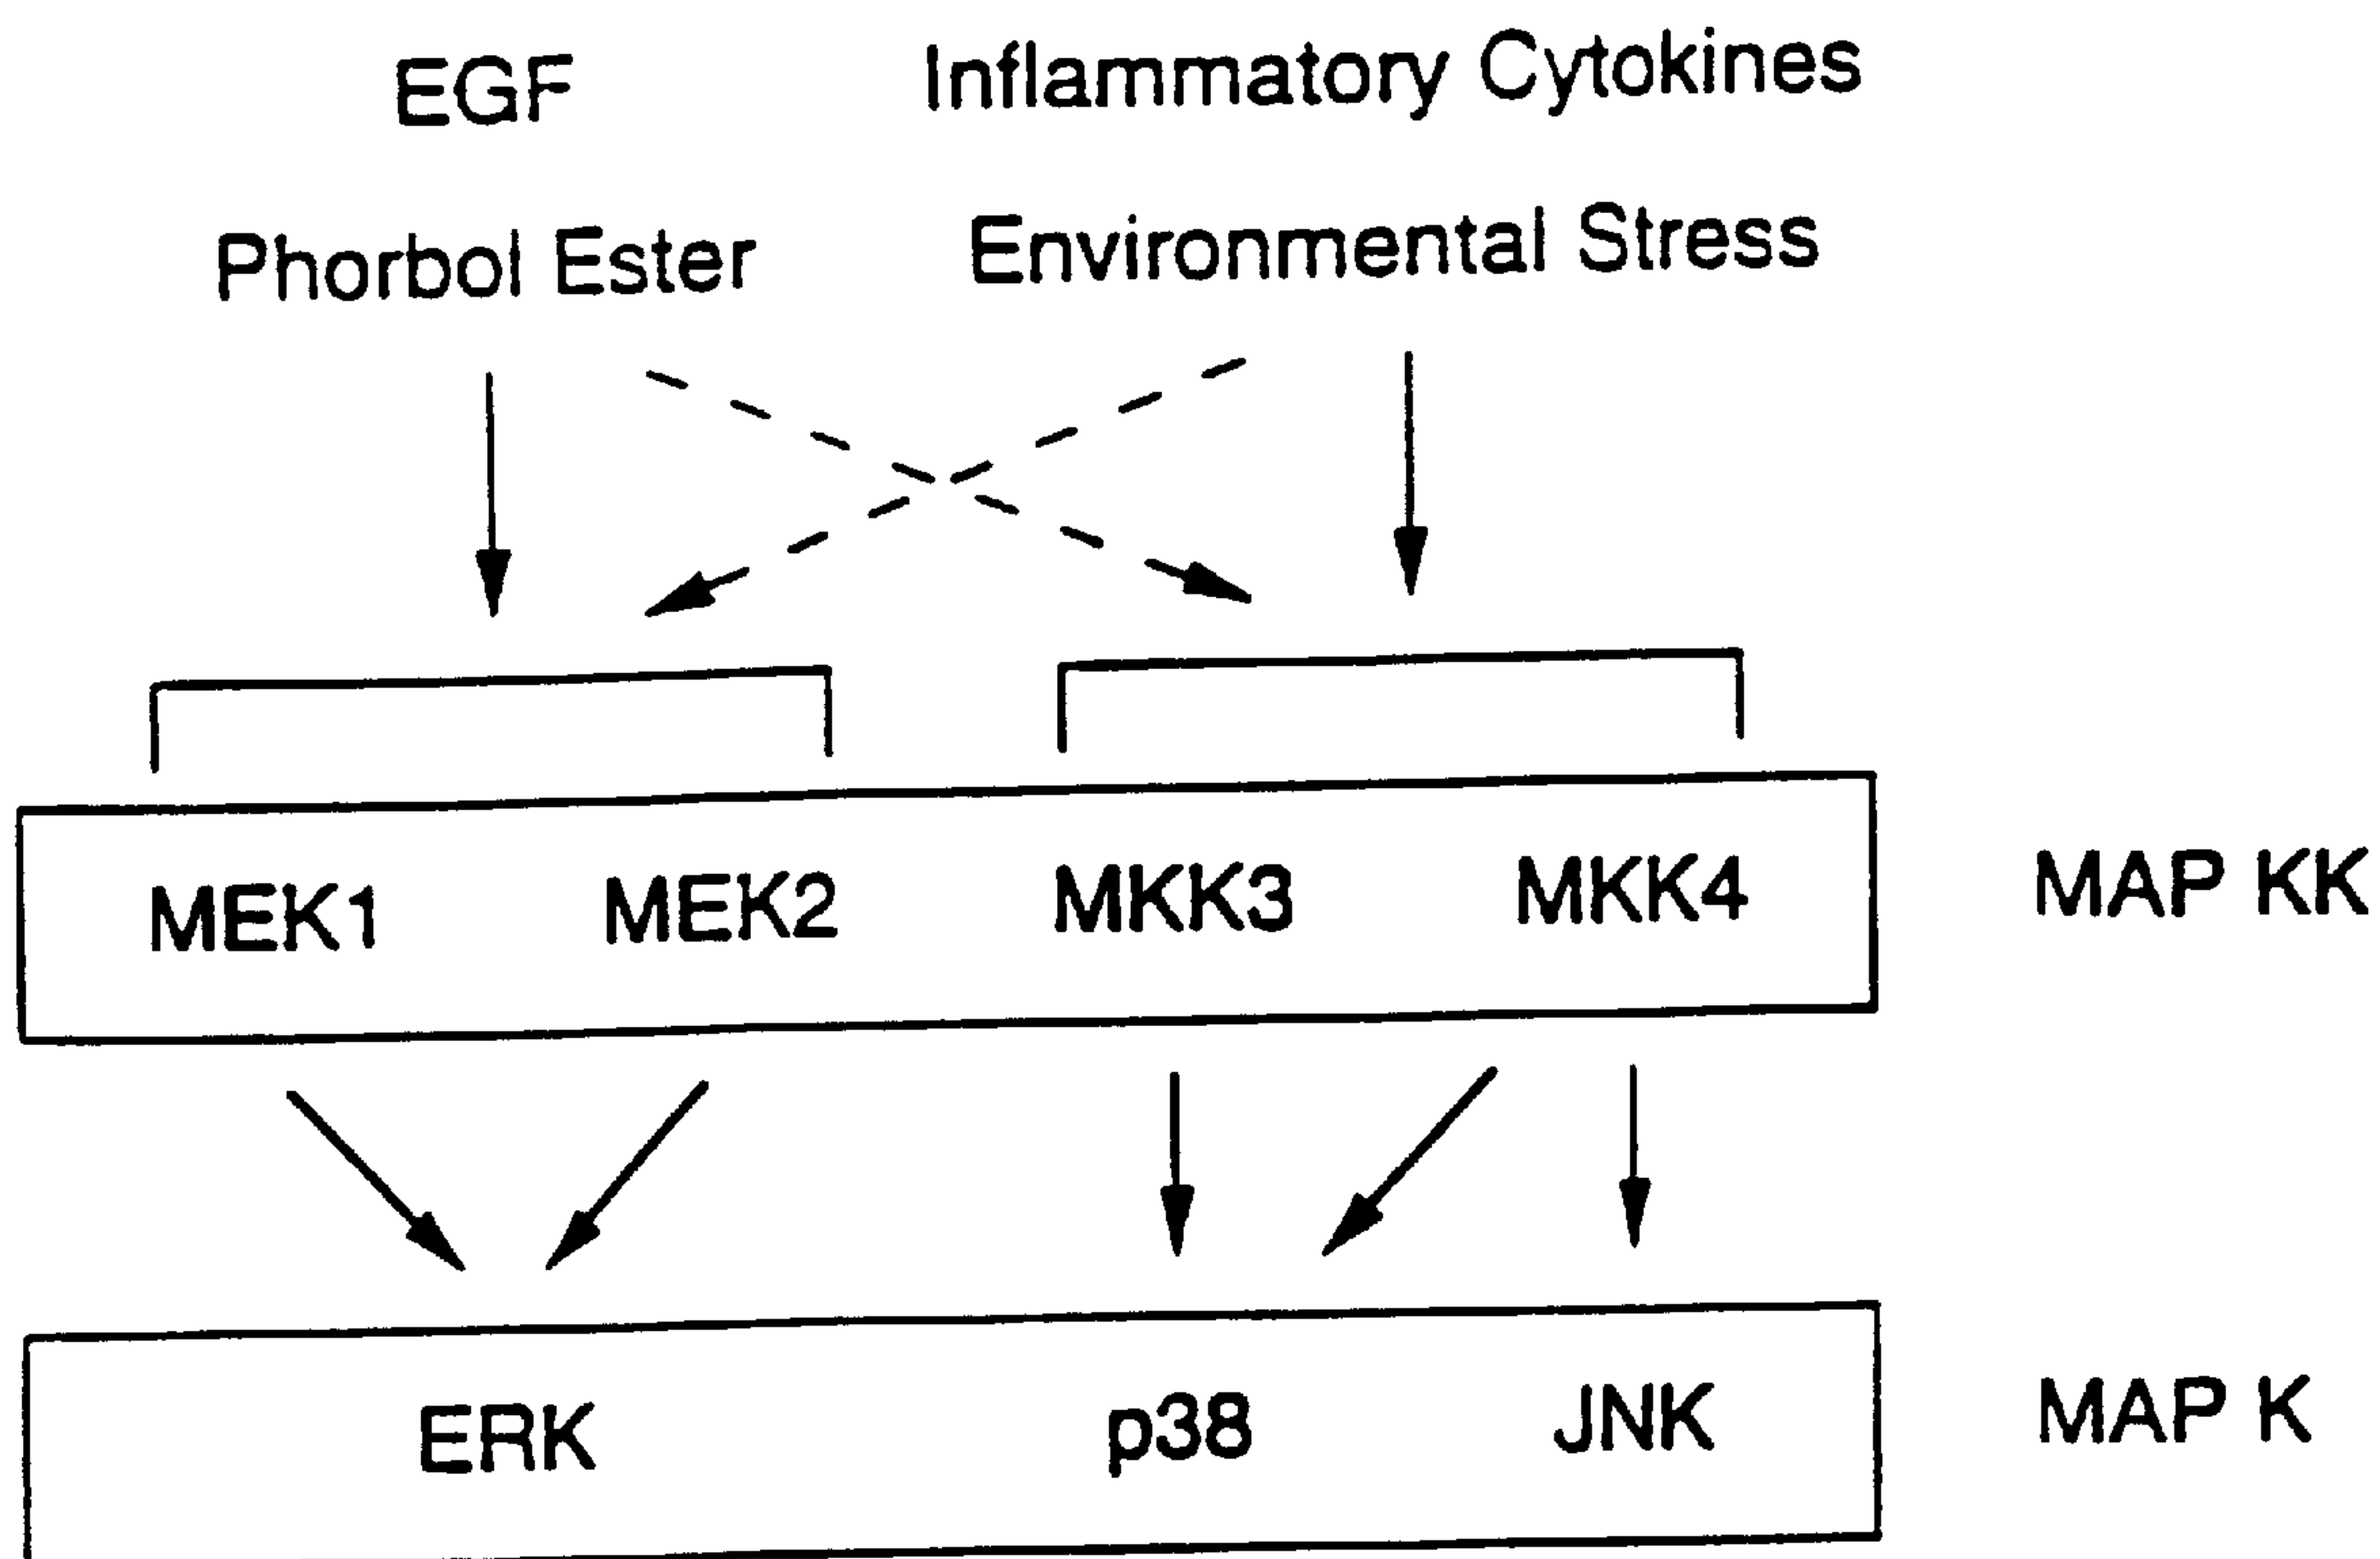 EGF
Inflammatory Cytokines
Phorbol Ester
Environmental Stress
MEK1
MEK2
MKK3
MKK4
MAP KK
ERK
p38
JNK
MAP K